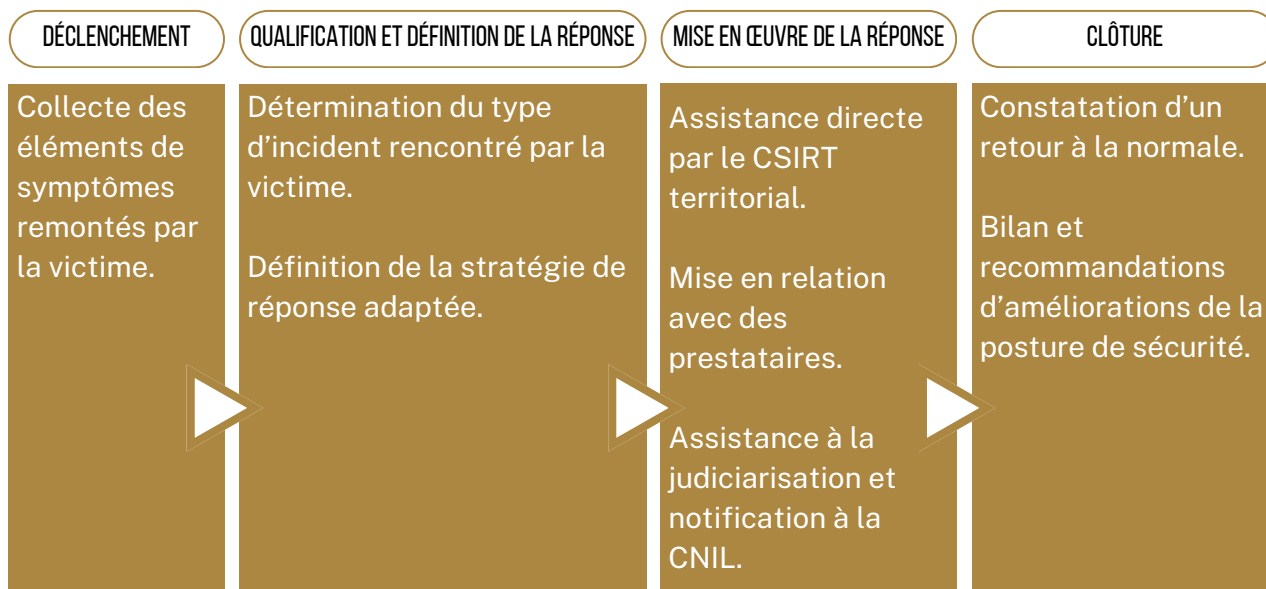 DÉCLENCHEMENT
Collecte des
éléments de
symptômes
remontés par
la victime.
QUALIFICATION ET DÉFINITION DE LA RÉPONSE
Détermination du type
d’incident rencontré par la
victime.
Définition de la stratégie de
réponse adaptée.
MISE EN ŒUVRE DE LA RÉPONSE
Assistance directe
par le CSIRT
territorial.
Mise en relation
avec des
prestataires.
Assistance à la
judiciarisation et
notification à la
CNIL.
CLÔTURE
Constatation d’un
retour à la normale.
Bilan et
recommandations
d’améliorations de la
posture de sécurité.